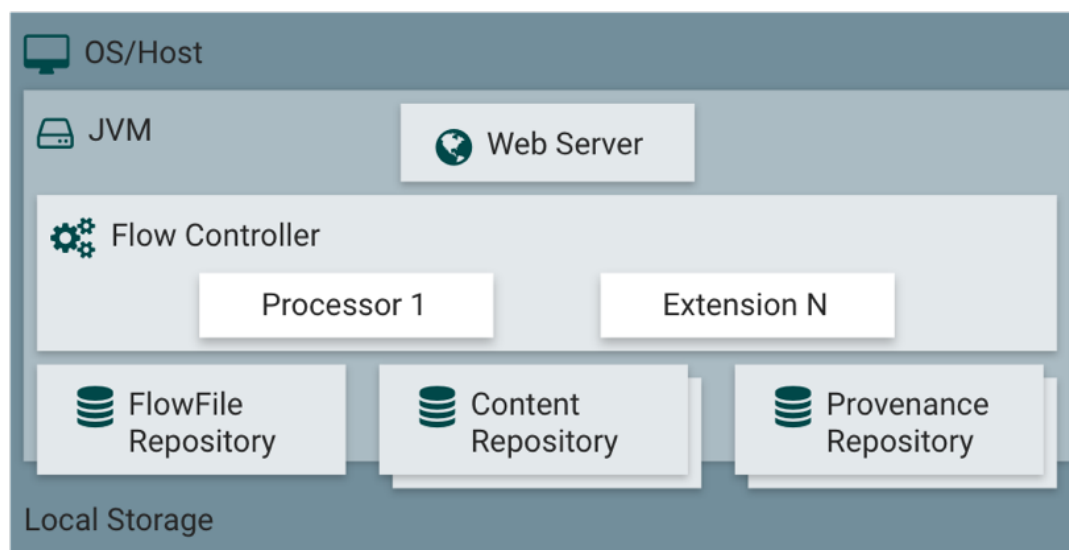 OS/Host
JVM
Web Server
Flow Controller
Processor 1
Extension N
FlowFile
Repository
Content
Repository
Provenance
Repository
Local Storage